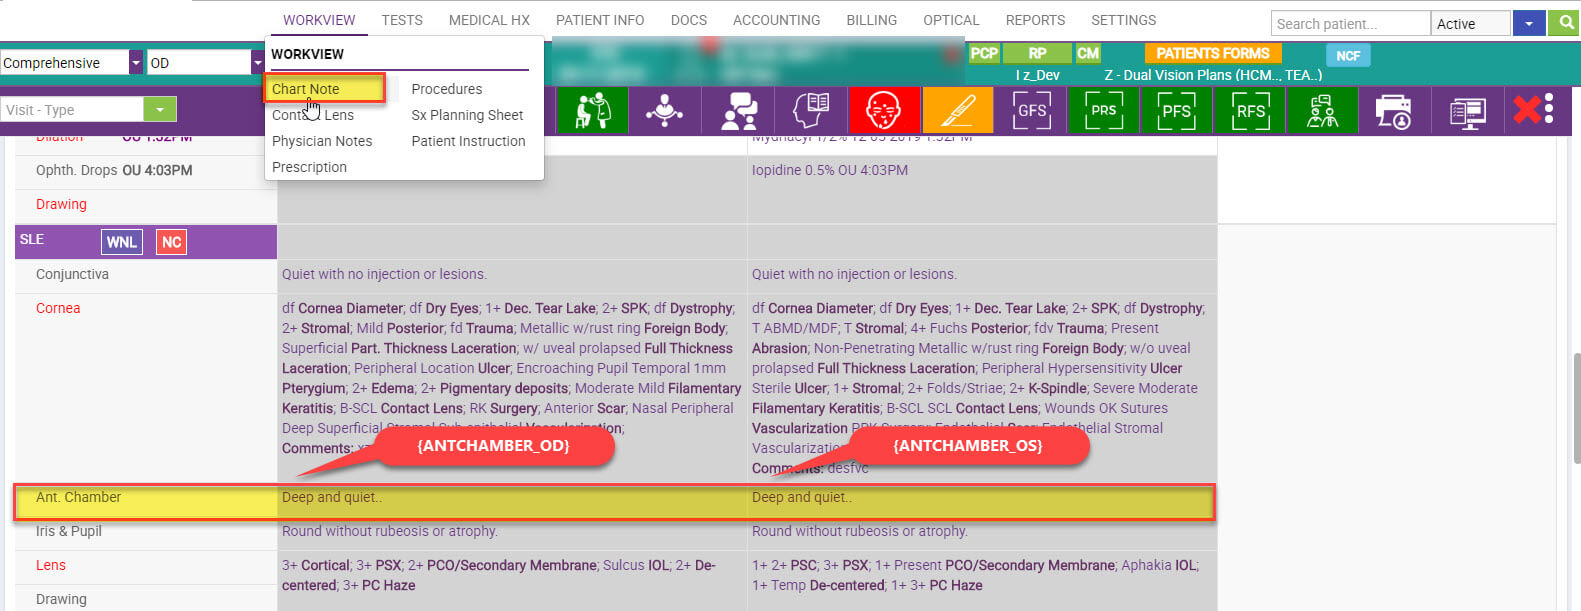 WORKVIEW TESTS MEDICAL HX PATIENT INFO DOCS ACCOUNTING BILLING OPTICAL REPORTS SETTINGS Search patient... Active
WORKVIEW
Comprehensive OD PCP RP CM PATIENTS FORMS NCF
I z_Dev Z - Dual Vision Plans (HCM.., TEA..)
Chart Note Procedures
Visit - Type Lens Sx Planning Sheet GFS PRS PFS RFS
Physician Notes Patient Instruction
Dilation OU 1:52PM Mydriacyl 1/2% 12 03 2019 1:52PM
Prescription
Ophth. Drops OU 4:03PM Iopidine 0.5% OU 4:03PM
Drawing
SLE WNL NC
Conjunctiva Quiet with no injection or lesions. Quiet with no injection or lesions.
Cornea df Cornea Diameter; df Dry Eyes; 1+ Dec. Tear Lake; 2+ SPK; df Dystrophy; df Cornea Diameter; df Dry Eyes; 1+ Dec. Tear Lake; 2+ SPK; df Dystrophy;
2+ Stromal; Mild Posterior; fd Trauma; Metallic w/rust ring Foreign Body; T ABMD/MDF; T Stromal; 4+ Fuchs Posterior; fdv Trauma; Present
Superficial Part. Thickness Laceration; w/ uveal prolapsed Full Thickness Abrasion; Non-Penetrating Metallic w/rust ring Foreign Body; w/o uveal
Laceration; Peripheral Location Ulcer; Encroaching Pupil Temporal 1mm prolapsed Full Thickness Laceration; Peripheral Hypersensitivity Ulcer
Pterygium; 2+ Edema; 2+ Pigmentary deposits; Moderate Mild Filamentary Sterile Ulcer; 1+ Stromal; 2+ Folds/Striae; 2+ K-Spindle; Severe Moderate
Keratitis; B-SCL Contact Lens; RK Surgery; Anterior Scar; Nasal Peripheral Filamentary Keratitis; B-SCL SCL Contact Lens; Wounds OK Sutures
Deep Superficial Stromal Sub-epithelial Vascularization; Vascularization PRK Surgery; Endothelial Scar; Endothelial Stromal
Comments: {ANTCHAMBER_OD} Vascularization {ANTCHAMBER_OS}
Comments: desfvc
Ant. Chamber Deep and quiet.. Deep and quiet..
Iris & Pupil Round without rubeosis or atrophy. Round without rubeosis or atrophy.
Lens 3+ Cortical; 3+ PSX; 2+ PCO/Secondary Membrane; Sulcus IOL; 2+ De- 1+ 2+ PSC; 3+ PSX; 1+ Present PCO/Secondary Membrane; Aphakia IOL;
centered; 3+ PC Haze 1+ Temp De-centered; 1+ 3+ PC Haze
Drawing